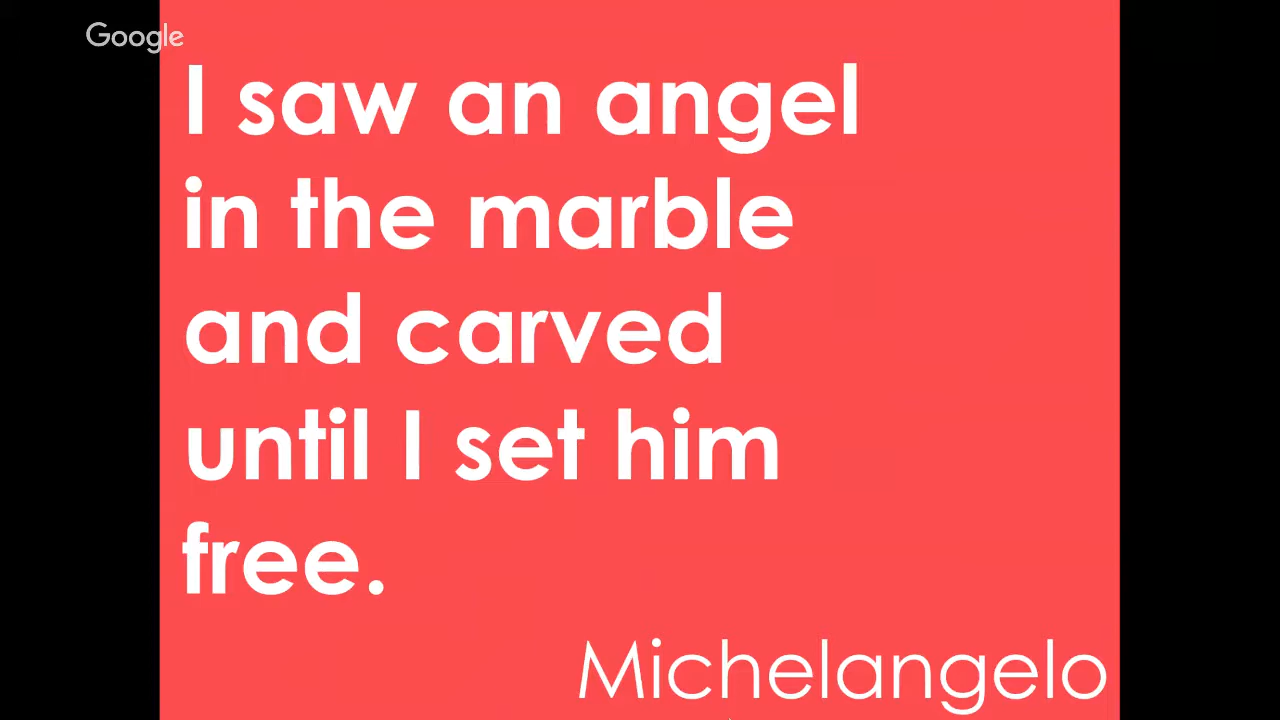 Google
I saw an angel
in the marble
and carved
until I set him
free.
Michelangelo